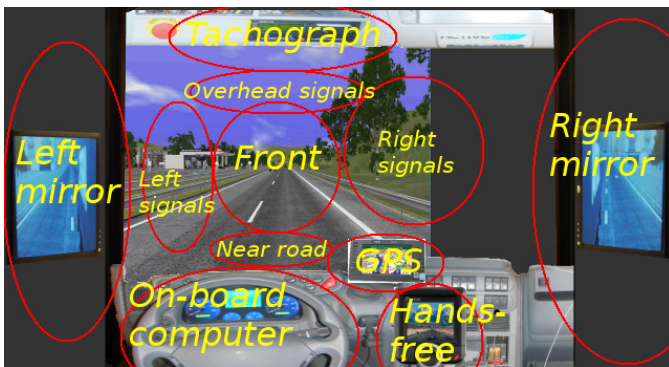 Tachograph
ACTIVE
Overhead signals
Left
mirror
Left
signals
Front
Right
signals
Right
mirror
Near road
GPS
On-board
computer
Hands-
free